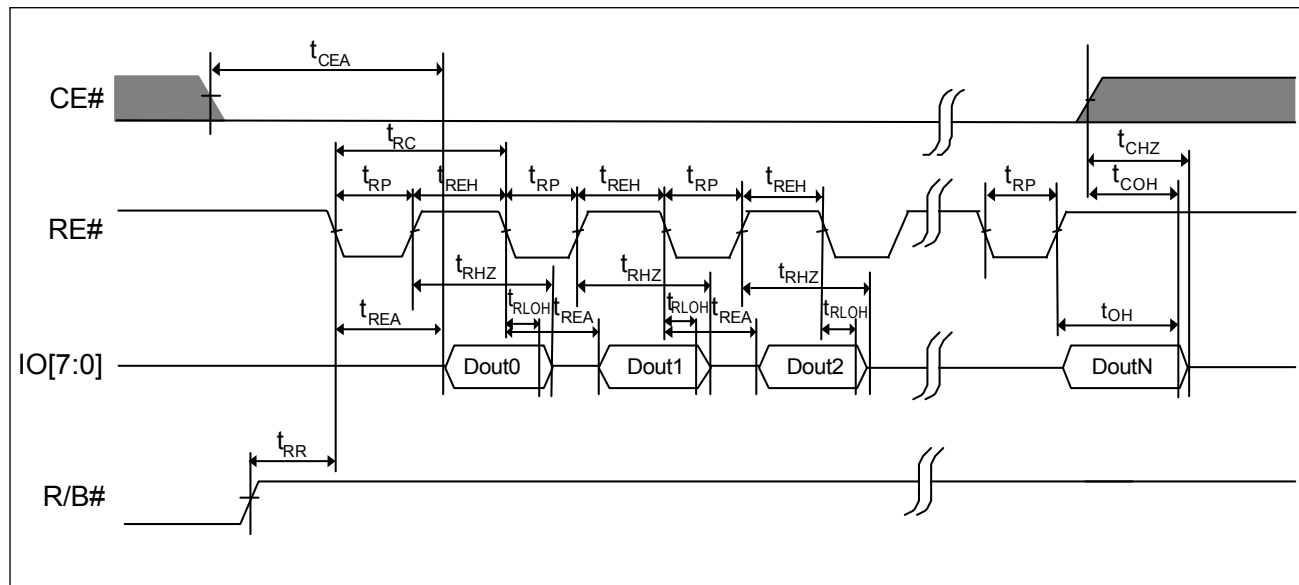 tCEA
CE#
tRC
tCHZ
tRP tREH tRP tREH tRP tREH tRP tCOH
RE#
tRHZ tRHZ tRHZ
tREA tRLOH tREA tRLOH tREA tRLOH tOH
IO[7:0] Dout0 Dout1 Dout2 DoutN
tRR
R/B#